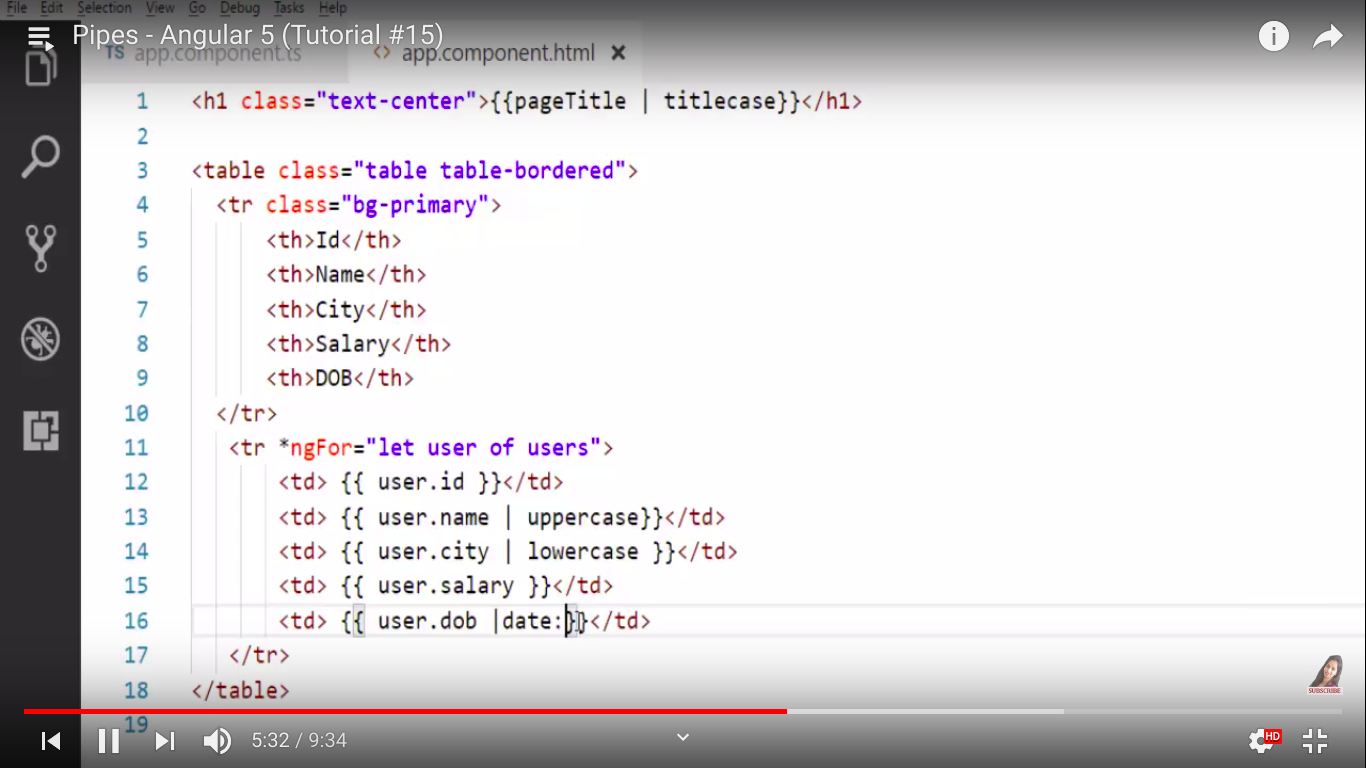 File Edit Selection View Go Debug Tasks Help
Pipes - Angular 5 (Tutorial #15)
TS app.component.ts <> app.component.html ×
1 <h1 class="text-center">{{pageTitle | titlecase}}</h1>
2
3 <table class="table table-bordered">
4 <tr class="bg-primary">
5 <th>Id</th>
6 <th>Name</th>
7 <th>City</th>
8 <th>Salary</th>
9 <th>DOB</th>
10 </tr>
11 <tr *ngFor="let user of users">
12 <td> {{ user.id }}</td>
13 <td> {{ user.name | uppercase}}</td>
14 <td> {{ user.city | lowercase }}</td>
15 <td> {{ user.salary }}</td>
16 <td> {{ user.dob |date:}}</td>
17 </tr>
18 </table>
19
SUBSCRIBE
5:32 / 9:34
HD